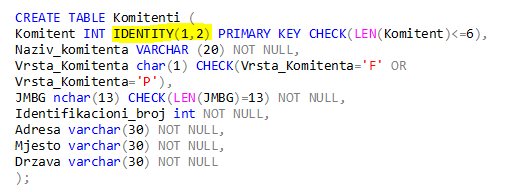 CREATE TABLE Komitenti (
Komitent INT IDENTITY(1,2) PRIMARY KEY CHECK(LEN(Komitent)<=6),
Naziv_komitenta VARCHAR (20) NOT NULL,
Vrsta_Komitenta char(1) CHECK(Vrsta_Komitenta='F' OR
Vrsta_Komitenta='P'),
JMBG nchar(13) CHECK(LEN(JMBG)=13) NOT NULL,
Identifikacioni_broj int NOT NULL,
Adresa varchar(30) NOT NULL,
Mjesto varchar(30) NOT NULL,
Drzava varchar(30) NOT NULL
);